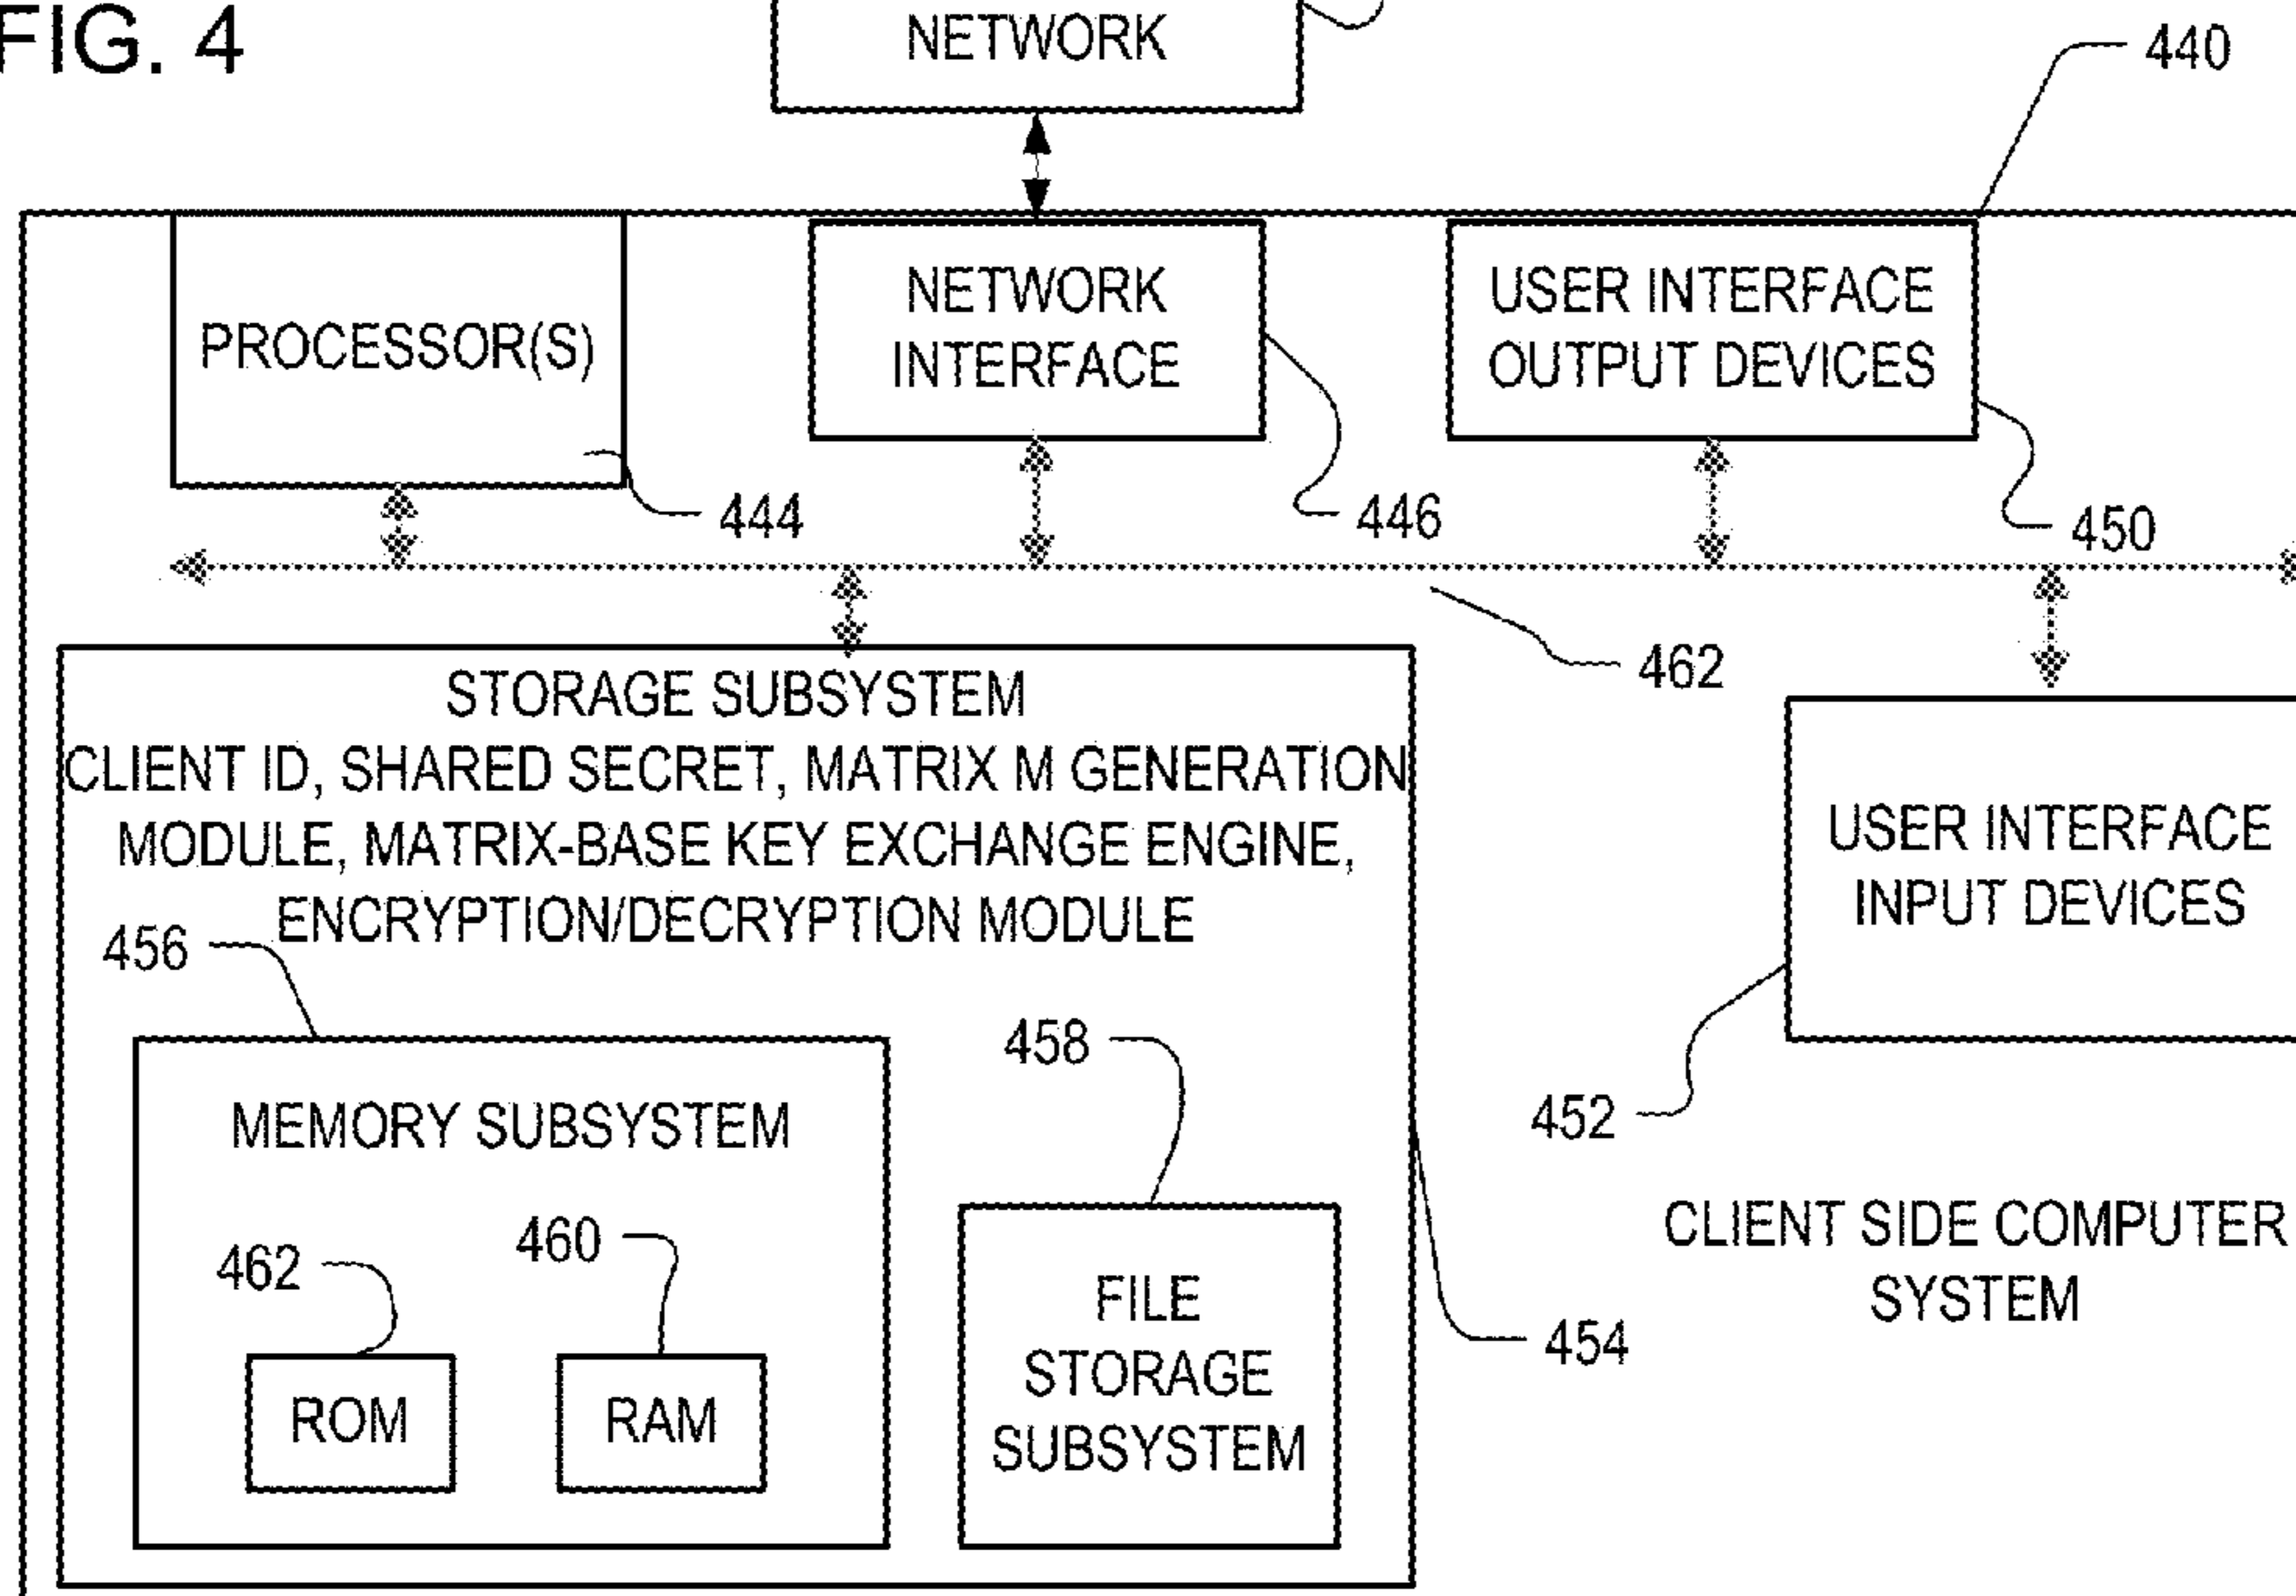 FIG. 4
NETWORK
440
PROCESSOR(S)
NETWORK
INTERFACE
USER INTERFACE
OUTPUT DEVICES
444
446
450
462
STORAGE SUBSYSTEM
CLIENT ID, SHARED SECRET, MATRIX M GENERATION
MODULE, MATRIX-BASE KEY EXCHANGE ENGINE,
ENCRYPTION/DECRYPTION MODULE
USER INTERFACE
INPUT DEVICES
456
458
452
MEMORY SUBSYSTEM
462
460
ROM
RAM
FILE
STORAGE
SUBSYSTEM
454
CLIENT SIDE COMPUTER
SYSTEM